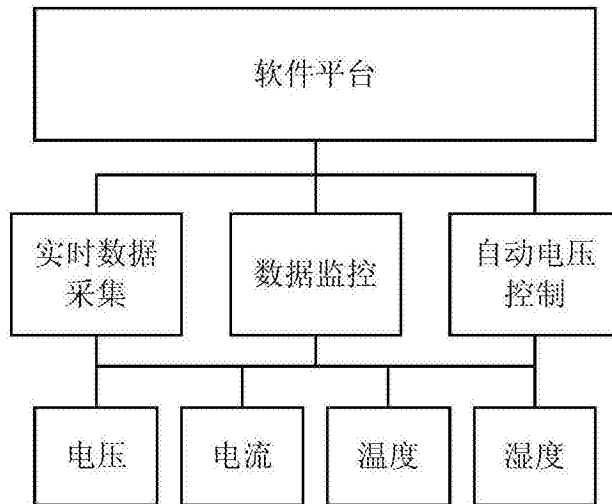 软件平台
实时数据
采集
数据监控
自动电压
控制
电压
电流
温度
湿度